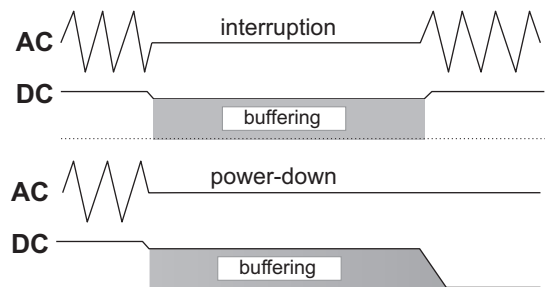 AC
interruption
DC
buffering
AC
power-down
DC
buffering